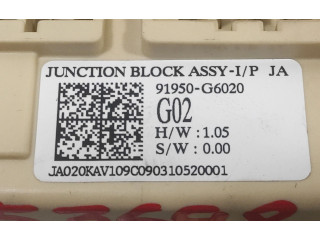 JUNCTION BLOCK ASSY-I/P JA
91950-G6020
G02
H/W : 1.05
S/W : 0.00
JA020KAV109C090310520001